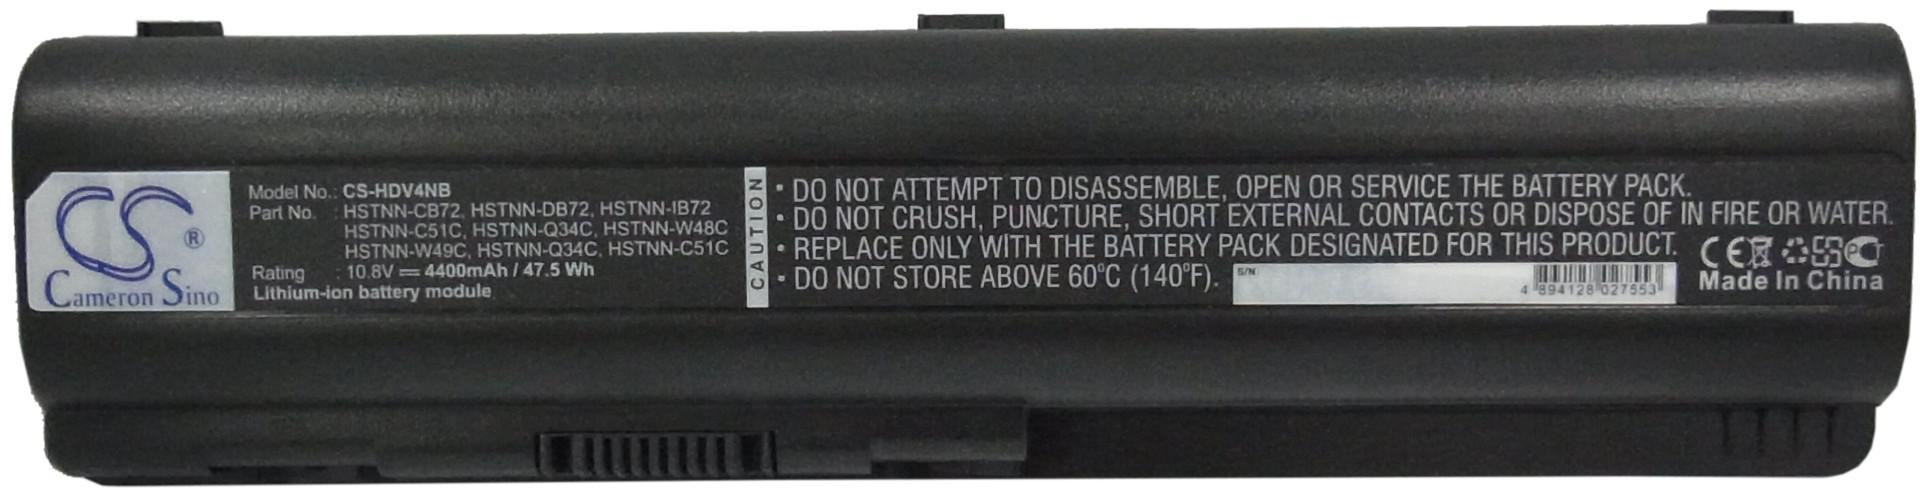 CS®
Cameron Sino
Model No.: CS-HDV4NB
Part No. : HSTNN-CB72, HSTNN-DB72, HSTNN-IB72
HSTNN-C51C, HSTNN-Q34C, HSTNN-W48C
HSTNN-W49C, HSTNN-Q34C, HSTNN-C51C
Rating : 10.8V ⎓ 4400mAh / 47.5 Wh
Lithium-ion battery module
CAUTION
• DO NOT ATTEMPT TO DISASSEMBLE, OPEN OR SERVICE THE BATTERY PACK.
• DO NOT CRUSH, PUNCTURE, SHORT EXTERNAL CONTACTS OR DISPOSE OF IN FIRE OR WATER.
• REPLACE ONLY WITH THE BATTERY PACK DESIGNATED FOR THIS PRODUCT.
• DO NOT STORE ABOVE 60°C (140°F).
S/N:
4 894128 027553
CE
Made In China